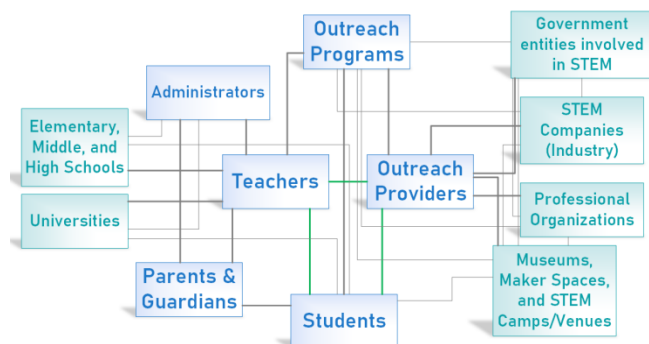 Outreach
Programs
Government
entities involved
in STEM
Administrators
Elementary,
Middle, and
High Schools
STEM
Companies
(Industry)
Teachers
Outreach
Providers
Universities
Professional
Organizations
Parents &
Guardians
Museums,
Maker Spaces,
and STEM
Camps/Venues
Students